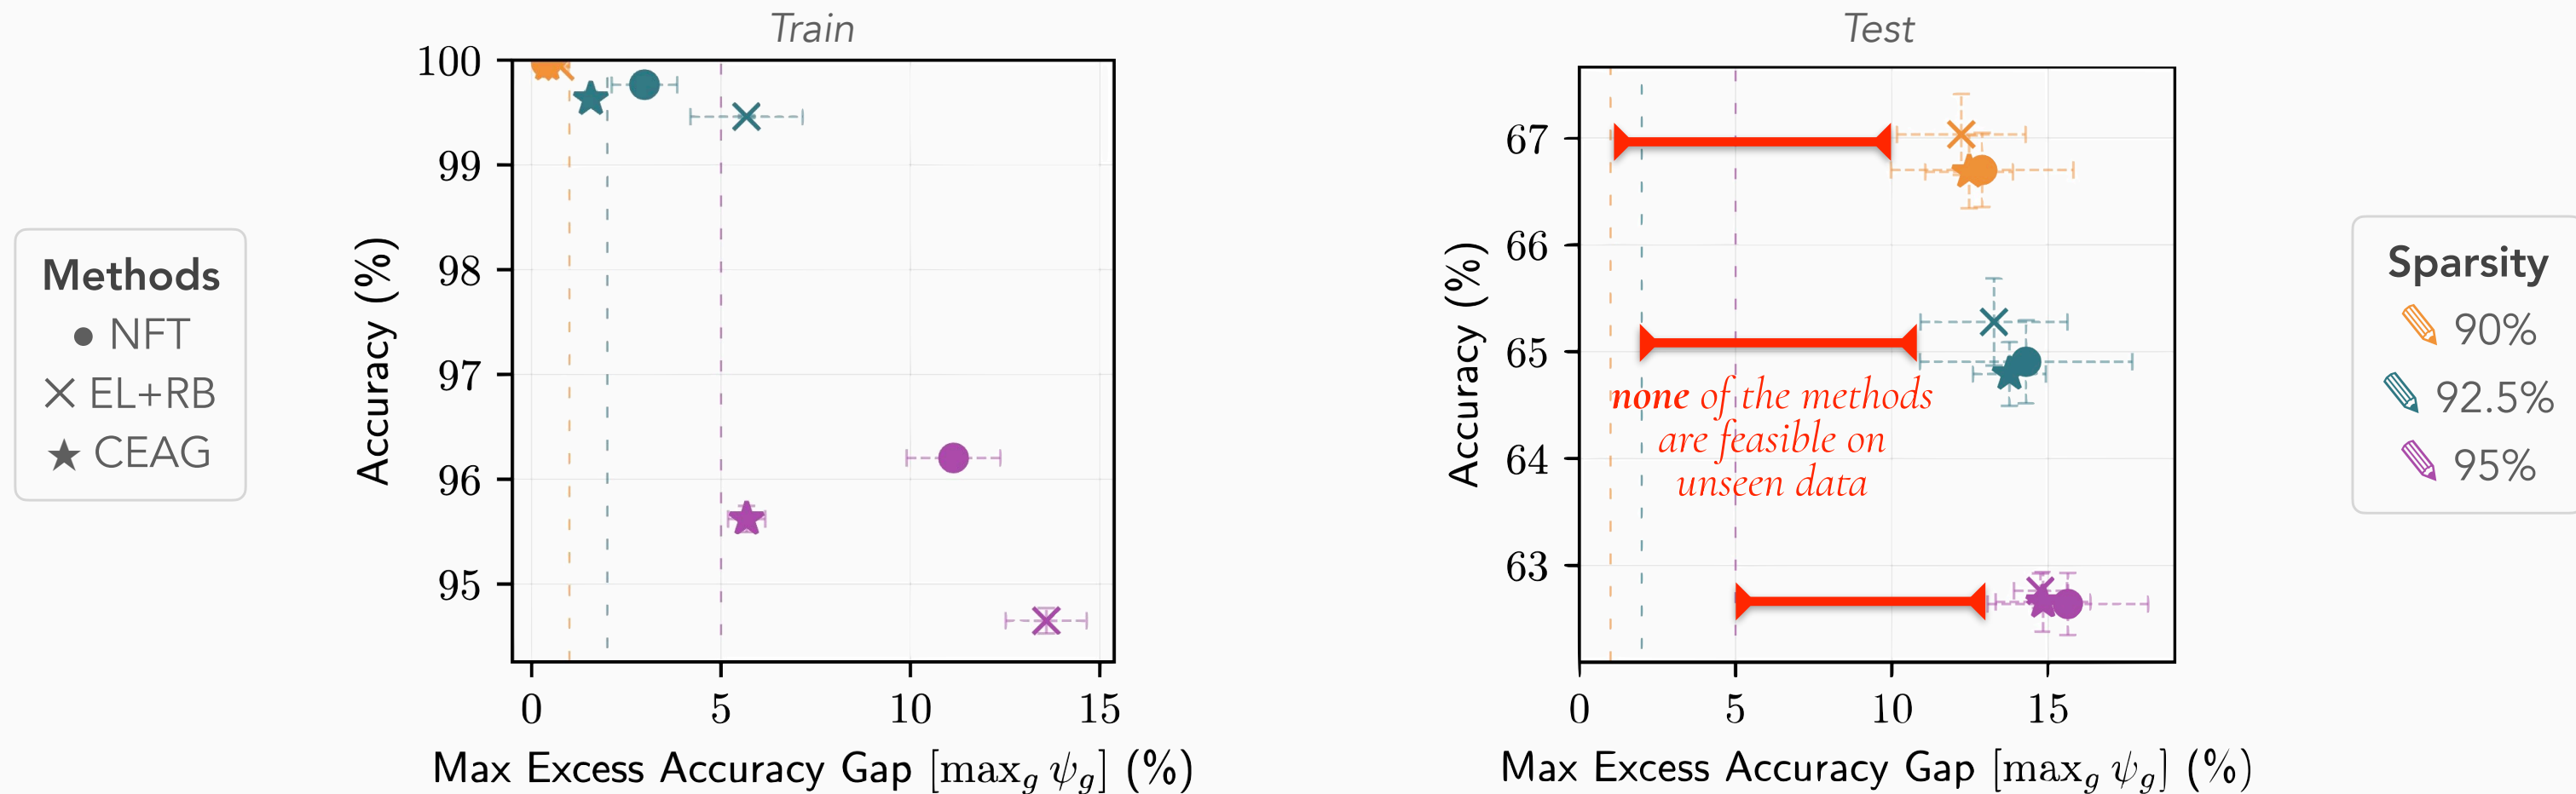 Train
Test
Methods
NFT
EL+RB
CEAG
Accuracy (%)
100
99
98
97
96
95
0 5 10 15
Max Excess Accuracy Gap [max_g ψ_g] (%)
Accuracy (%)
67
66
65
64
63
none of the methods
are feasible on
unseen data
0 5 10 15
Max Excess Accuracy Gap [max_g ψ_g] (%)
Sparsity
90%
92.5%
95%